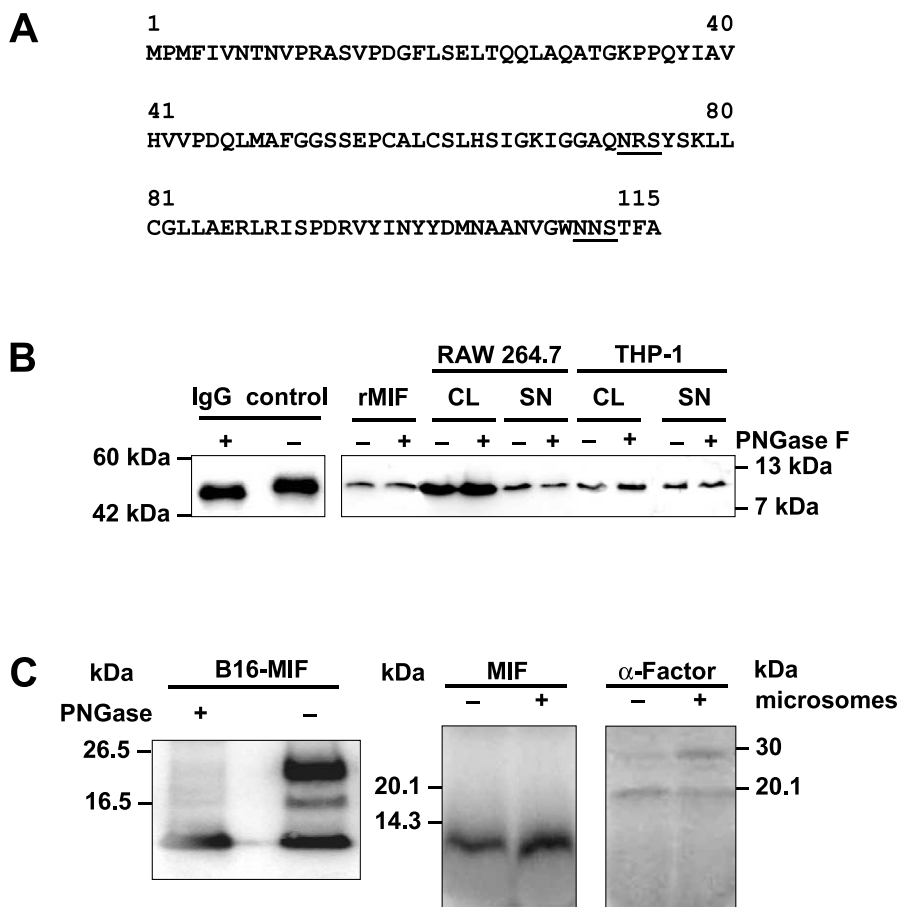 A
1 40
MPMFIVNTNVPRASVPDGFLSELTQQLAQATGKPPQYIAV
41 80
HVVPDQLMAFGGSSEPCALCSLHSIGKIGGAQNRSYSKLL
81 115
CGLLAERLRISPDRVYINYYDMNAANVGWNNSTFA
B
RAW 264.7 THP-1
IgG control rMIF CL SN CL SN
+ – – + – + – + – + – + PNGase F
60 kDa
42 kDa
13 kDa
7 kDa
C
kDa B16-MIF kDa MIF α-Factor kDa
PNGase + – – + – + microsomes
26.5
16.5
20.1
14.3
30
20.1